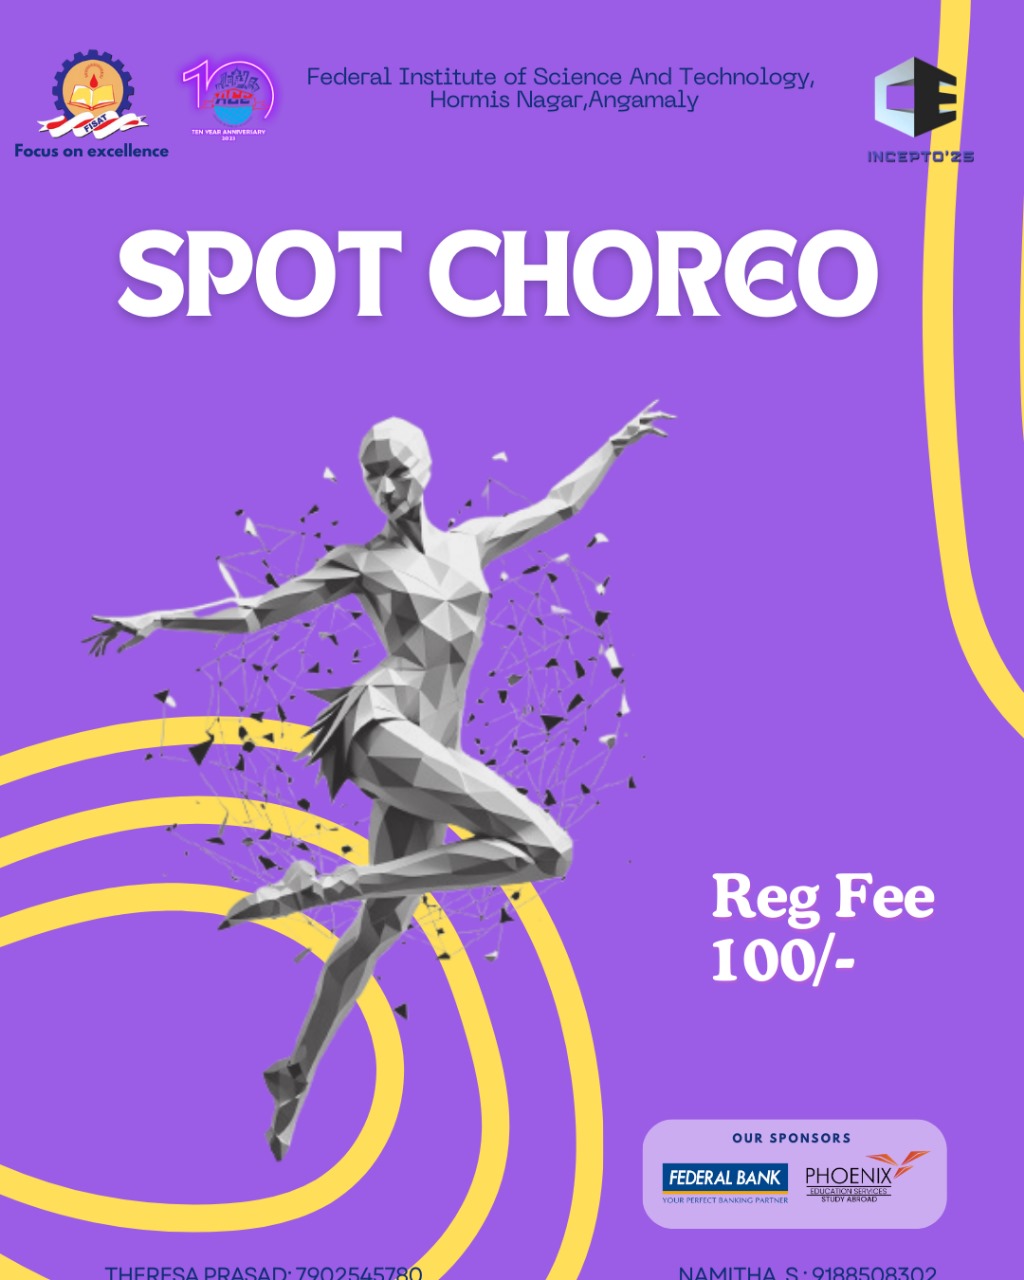 Federal Institute of Science And Technology,
Hormis Nagar,Angamaly
FISAT
Focus on excellence
10
TEN YEAR ANNIVERSARY
CE
INCEPTO'25
SPOT CHOREO
Reg Fee
100/-
OUR SPONSORS
FEDERAL BANK
YOUR PERFECT BANKING PARTNER
PHOENIX
EDUCATION SERVICES
STUDY ABROAD
THERESA PRASAD: 7902545780
NAMITHA S : 9188508302